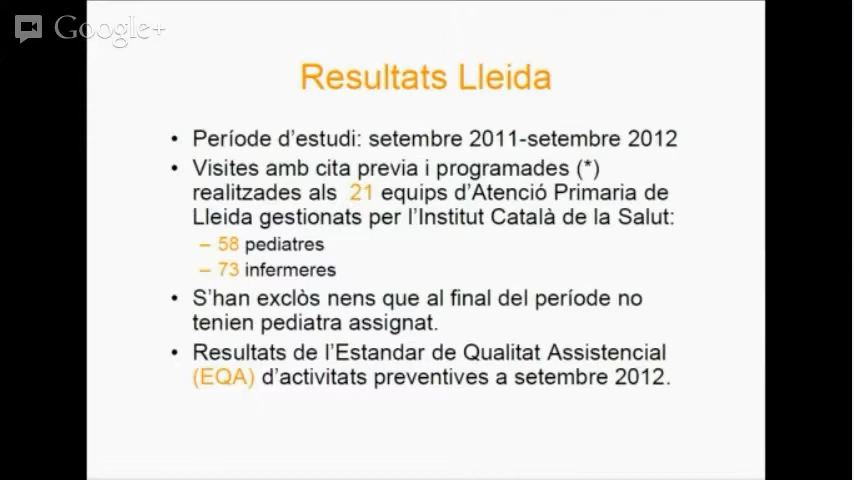 Google+
Resultats Lleida
• Període d'estudi: setembre 2011-setembre 2012
• Visites amb cita previa i programades (*)
realitzades als 21 equips d'Atenció Primaria de
Lleida gestionats per l'Institut Català de la Salut:
– 58 pediatres
– 73 infermeres
• S'han exclòs nens que al final del període no
tenien pediatra assignat.
• Resultats de l'Estandar de Qualitat Assistencial
(EQA) d'activitats preventives a setembre 2012.